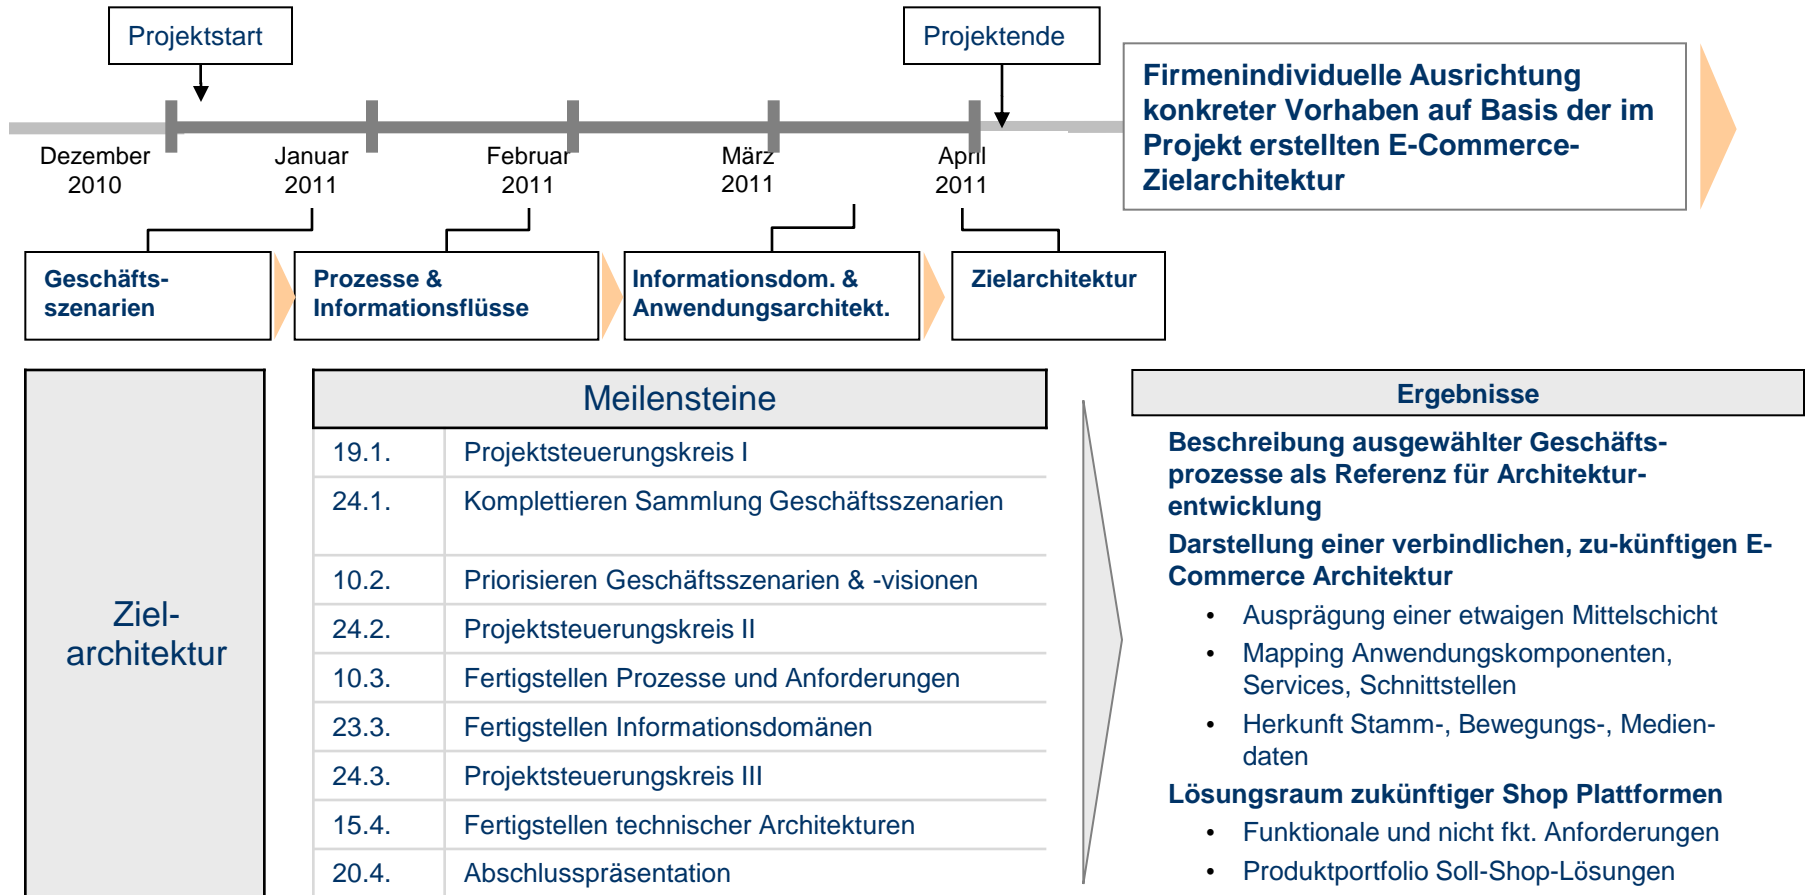 Projektstart
Projektende
Firmenindividuelle Ausrichtung
konkreter Vorhaben auf Basis der im
Projekt erstellten E-Commerce-
Zielarchitektur
Dezember
2010
Januar
2011
Februar
2011
März
2011
April
2011
Geschäfts-
szenarien
Prozesse &
Informationsflüsse
Informationsdom. &
Anwendungsarchitekt.
Zielarchitektur
Ziel-
architektur
Meilensteine
19.1. Projektsteuerungskreis I
24.1. Komplettieren Sammlung Geschäftsszenarien
10.2. Priorisieren Geschäftsszenarien & -visionen
24.2. Projektsteuerungskreis II
10.3. Fertigstellen Prozesse und Anforderungen
23.3. Fertigstellen Informationsdomänen
24.3. Projektsteuerungskreis III
15.4. Fertigstellen technischer Architekturen
20.4. Abschlusspräsentation
Ergebnisse
Beschreibung ausgewählter Geschäfts-
prozesse als Referenz für Architektur-
entwicklung
Darstellung einer verbindlichen, zu-künftigen E-
Commerce Architektur
• Ausprägung einer etwaigen Mittelschicht
• Mapping Anwendungskomponenten,
Services, Schnittstellen
• Herkunft Stamm-, Bewegungs-, Medien-
daten
Lösungsraum zukünftiger Shop Plattformen
• Funktionale und nicht fkt. Anforderungen
• Produktportfolio Soll-Shop-Lösungen